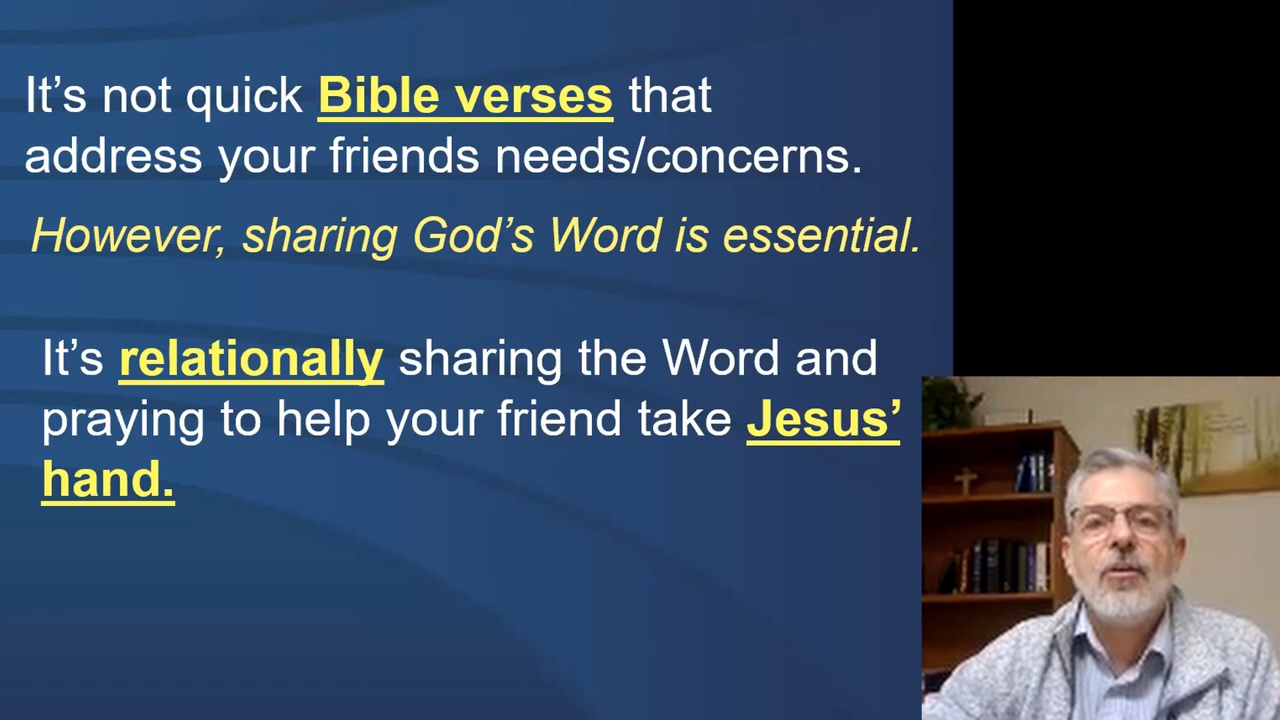 It’s not quick Bible verses that
address your friends needs/concerns.
However, sharing God’s Word is essential.
It’s relationally sharing the Word and
praying to help your friend take Jesus’
hand.